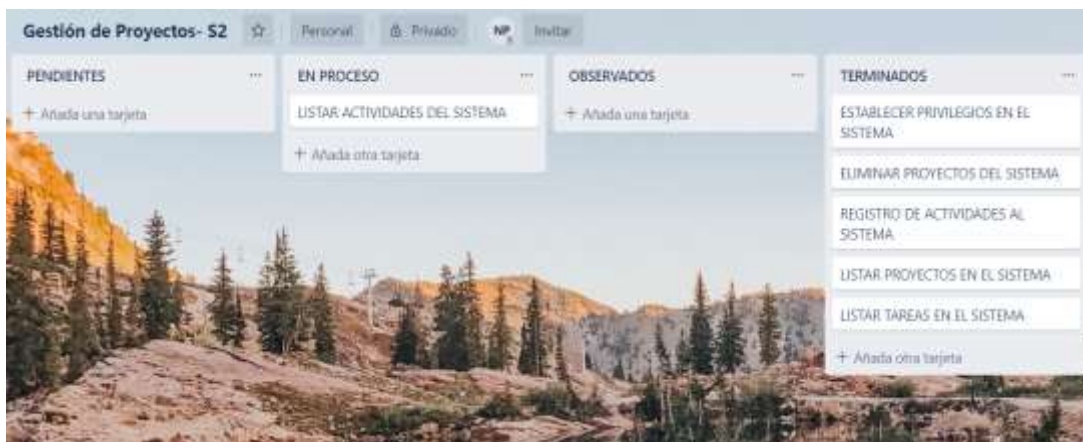 Gestión de Proyectos- S2
Personal
Privado
NP
Invitar
PENDIENTES
+ Añada una tarjeta
EN PROCESO
LISTAR ACTIVIDADES DEL SISTEMA
+ Añada otra tarjeta
OBSERVADOS
+ Añada una tarjeta
TERMINADOS
ESTABLECER PRIVILEGIOS EN EL
SISTEMA
ELIMINAR PROYECTOS DEL SISTEMA
REGISTRO DE ACTIVIDADES AL
SISTEMA
LISTAR PROYECTOS EN EL SISTEMA
LISTAR TAREAS EN EL SISTEMA
+ Añada otra tarjeta